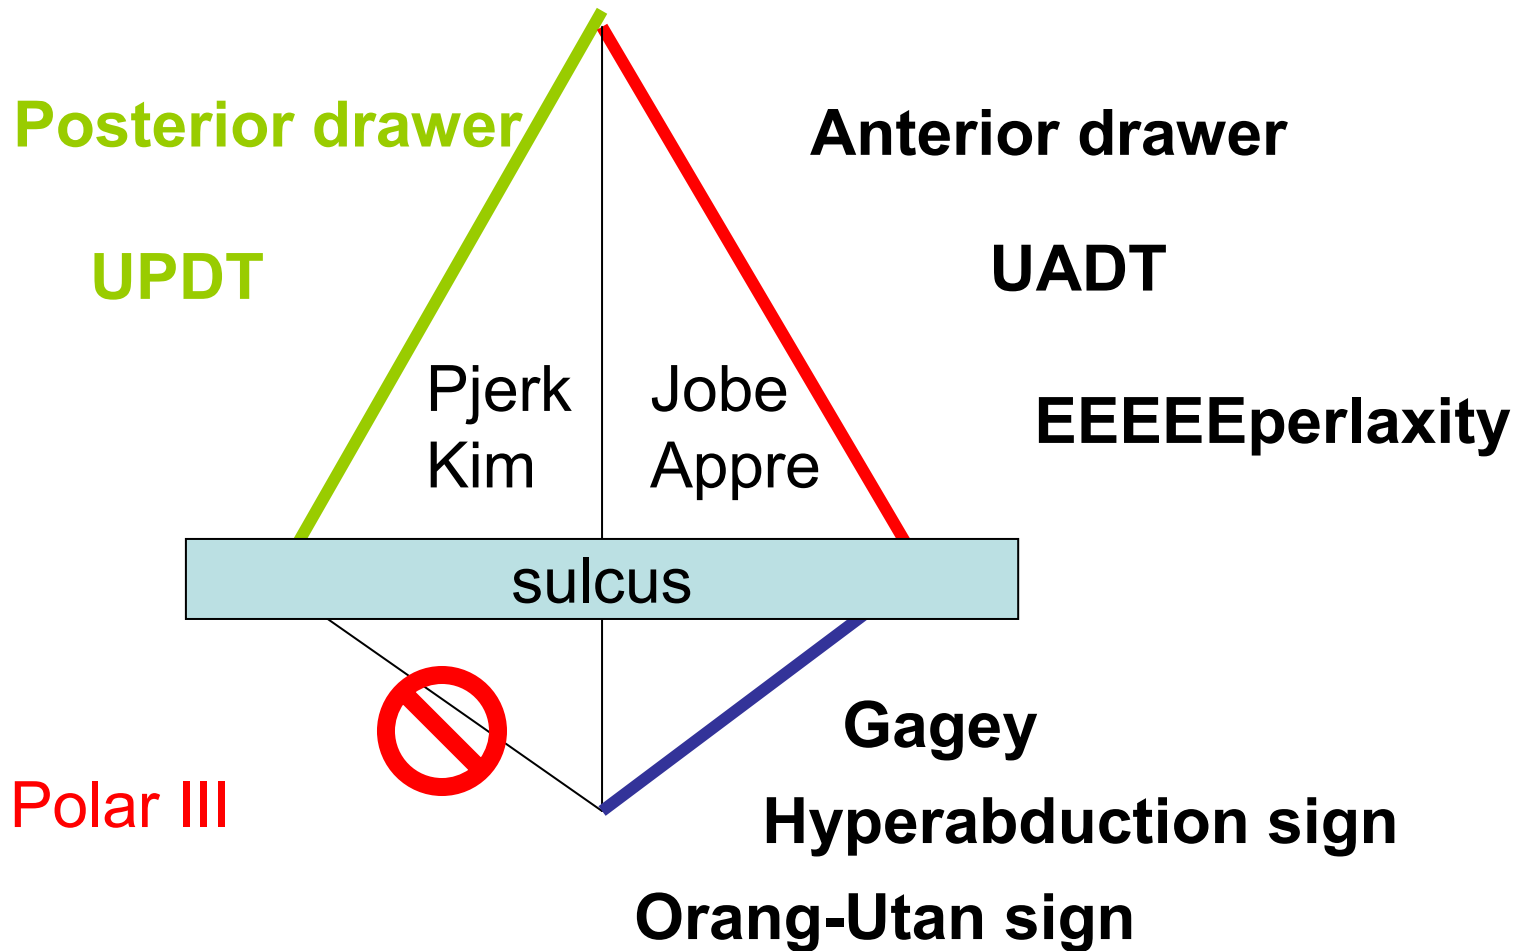 Posterior drawer
Anterior drawer
UPDT
UADT
Pjerk
Kim
Jobe
Appre
EEEEEperlaxity
sulcus
Gagey
Polar III
Hyperabduction sign
Orang-Utan sign